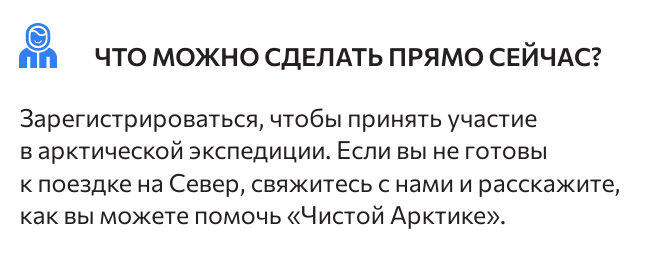 ЧТО МОЖНО СДЕЛАТЬ ПРЯМО СЕЙЧАС?
Зарегистрироваться, чтобы принять участие
в арктической экспедиции. Если вы не готовы
к поездке на Север, свяжитесь с нами и расскажите,
как вы можете помочь «Чистой Арктике».